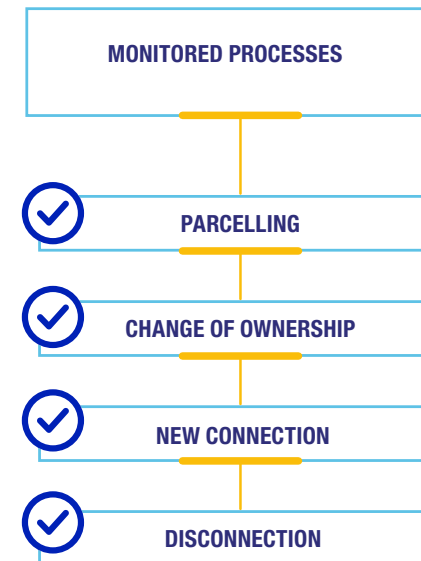 MONITORED PROCESSES
PARCELLING
CHANGE OF OWNERSHIP
NEW CONNECTION
DISCONNECTION